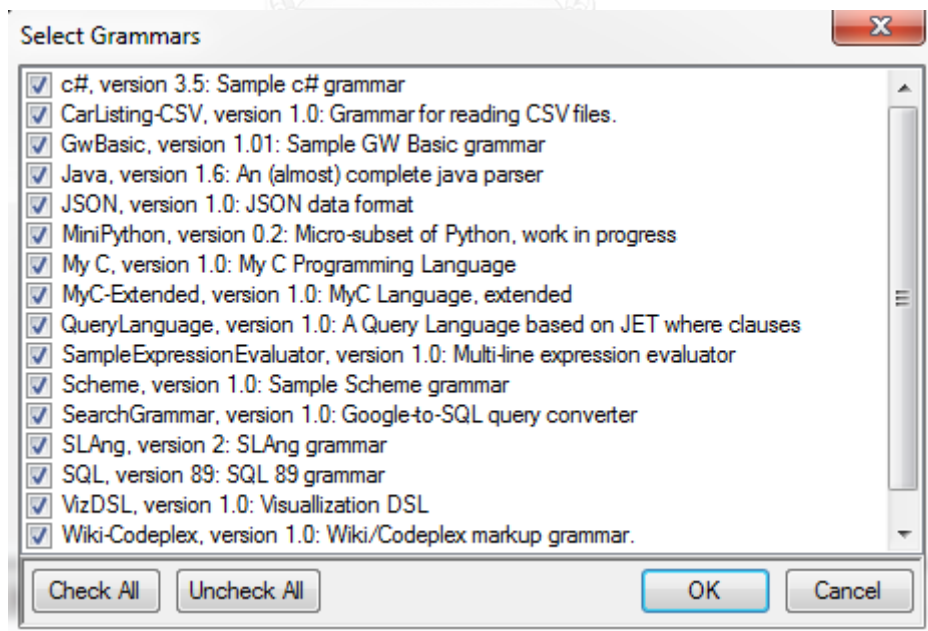 Select Grammars
c#, version 3.5: Sample c# grammar
CarListing-CSV, version 1.0: Grammar for reading CSV files.
GwBasic, version 1.01: Sample GW Basic grammar
Java, version 1.6: An (almost) complete java parser
JSON, version 1.0: JSON data format
MiniPython, version 0.2: Micro-subset of Python, work in progress
My C, version 1.0: My C Programming Language
MyC-Extended, version 1.0: MyC Language, extended
QueryLanguage, version 1.0: A Query Language based on JET where clauses
SampleExpressionEvaluator, version 1.0: Multi-line expression evaluator
Scheme, version 1.0: Sample Scheme grammar
SearchGrammar, version 1.0: Google-to-SQL query converter
SLAng, version 2: SLAng grammar
SQL, version 89: SQL 89 grammar
VizDSL, version 1.0: Visuallization DSL
Wiki-Codeplex, version 1.0: Wiki/Codeplex markup grammar.
Check All Uncheck All OK Cancel